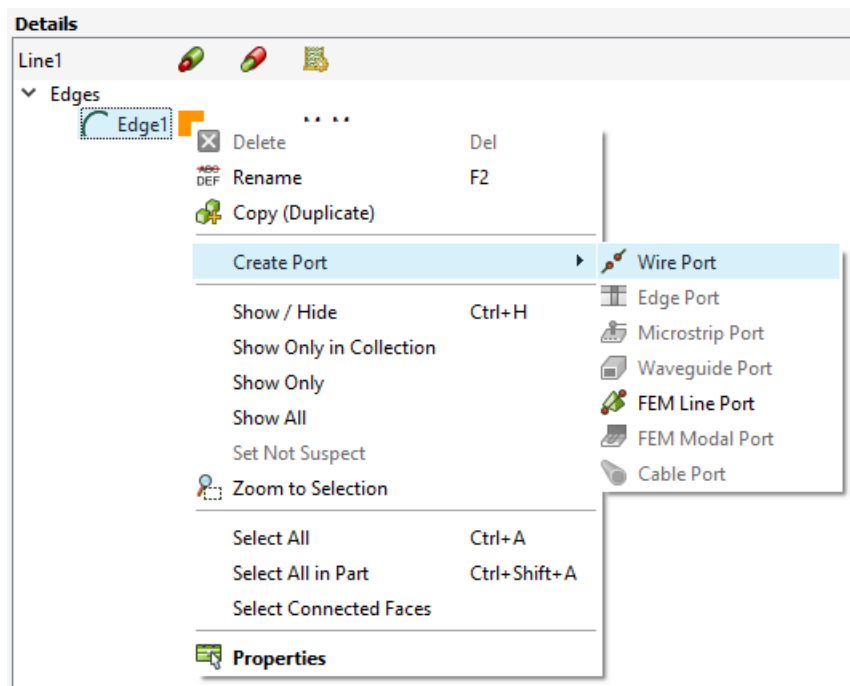 Details
Line1
Edges
Edge1
Delete Del
Rename F2
Copy (Duplicate)
Create Port
Wire Port
Edge Port
Microstrip Port
Waveguide Port
FEM Line Port
FEM Modal Port
Cable Port
Show / Hide Ctrl+H
Show Only in Collection
Show Only
Show All
Set Not Suspect
Zoom to Selection
Select All Ctrl+A
Select All in Part Ctrl+Shift+A
Select Connected Faces
Properties